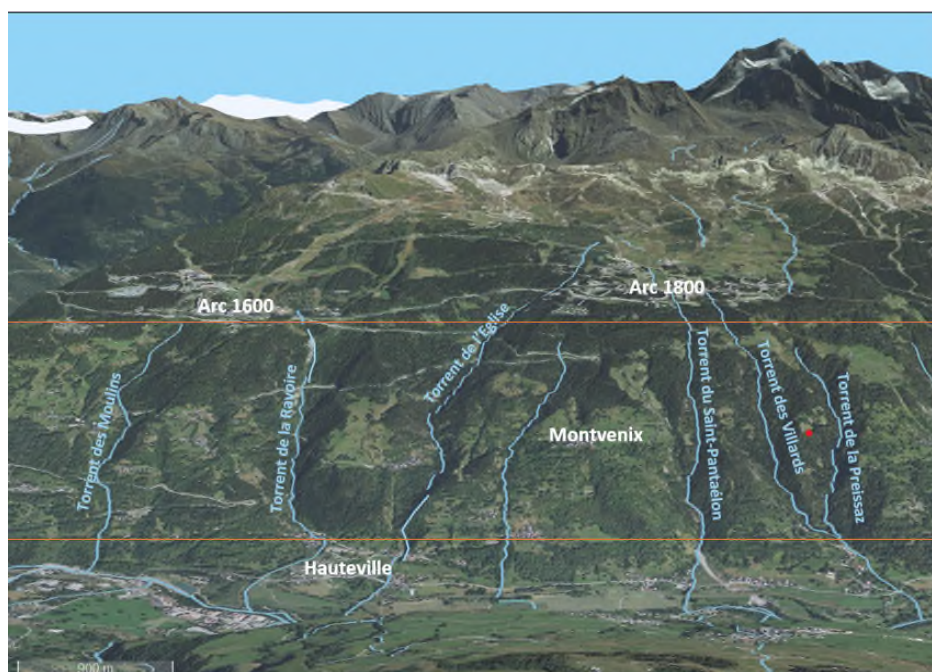 Arc 1600
Arc 1800
Torrent des Moulins
Torrent de la Ravoire
Torrent de l'Eglise
Montvenix
Torrent du Saint-Pantaélon
Torrent des Villards
Torrent de la Preissaz
Hauteville
900 m